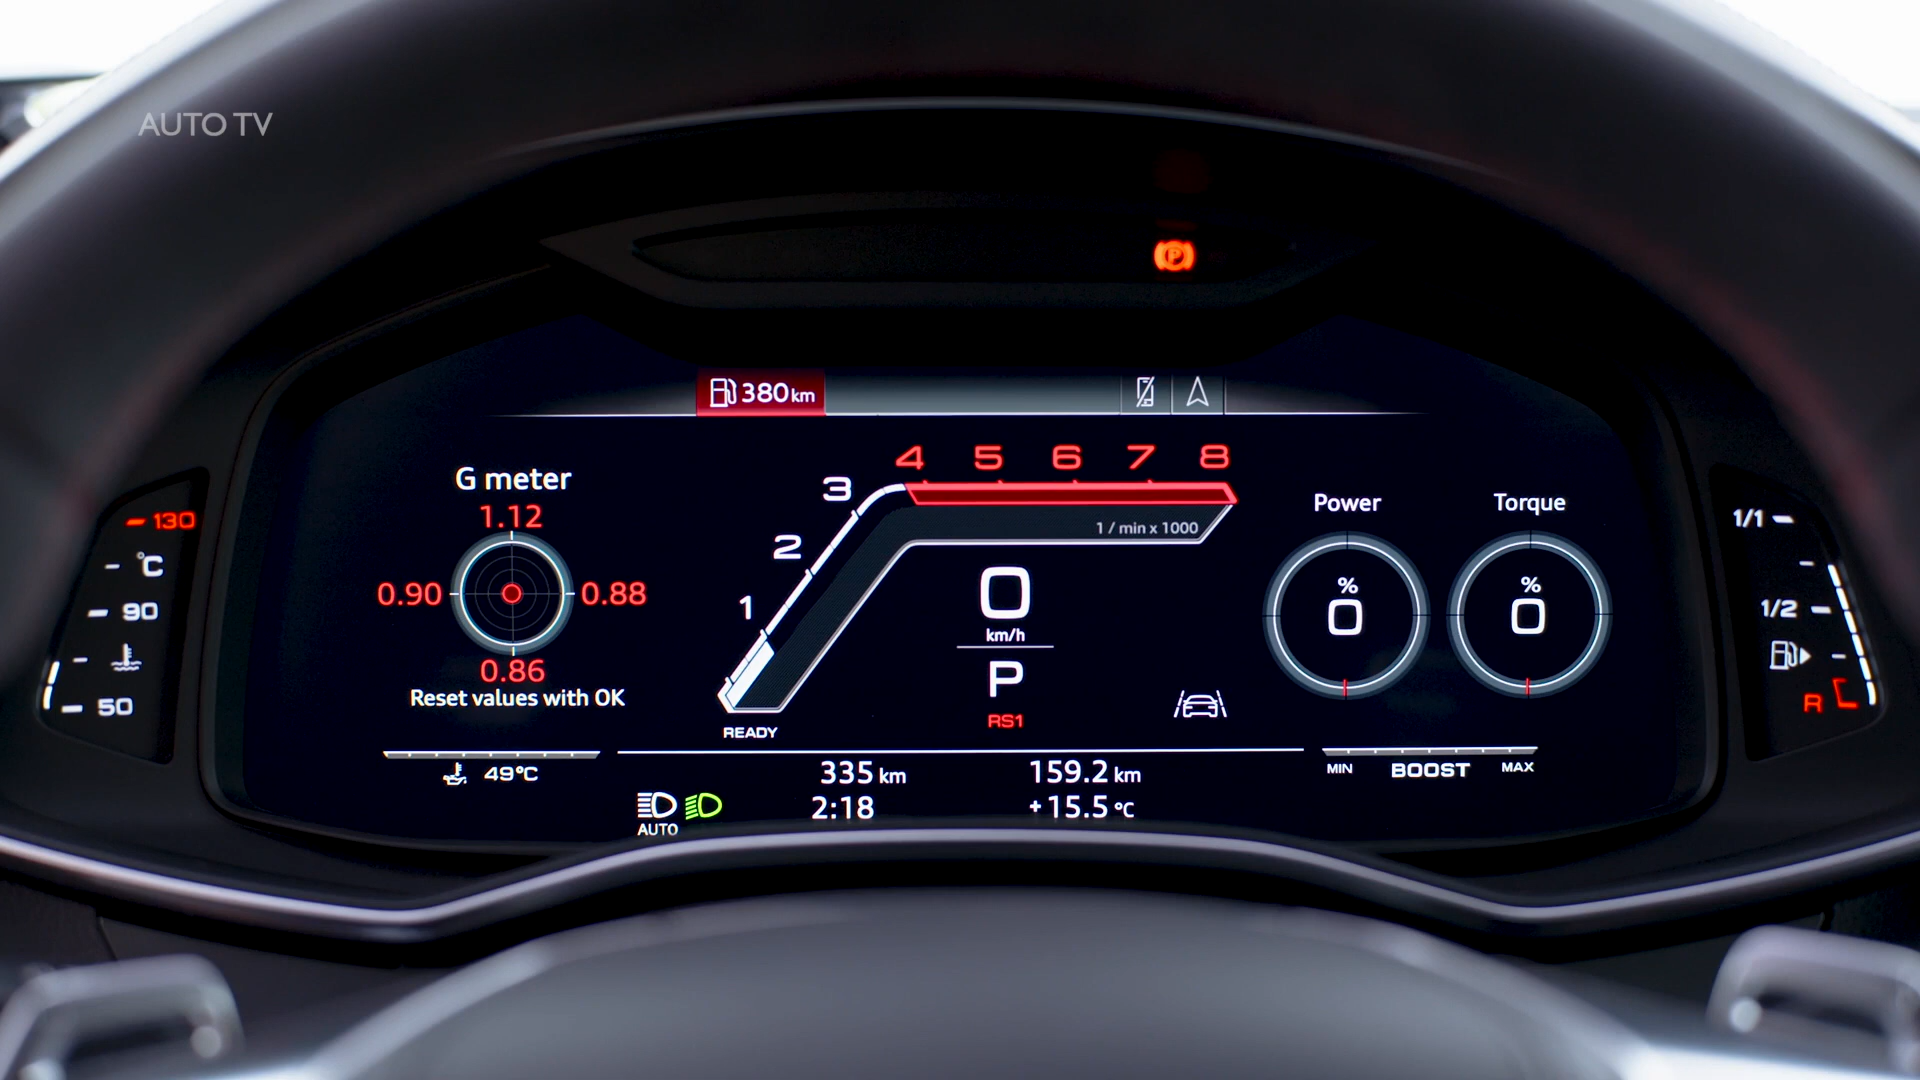 AUTO TV
P
380 km
G meter
1.12
0.90
0.88
0.86
Reset values with OK
4 5 6 7 8
3
2
1
1 / min x 1000
0
km/h
P
RS1
READY
Power
% 0
Torque
% 0
130
°C
90
50
1/1
1/2
R
49°C
335 km
159.2 km
MIN BOOST MAX
2:18
+15.5 °C
AUTO